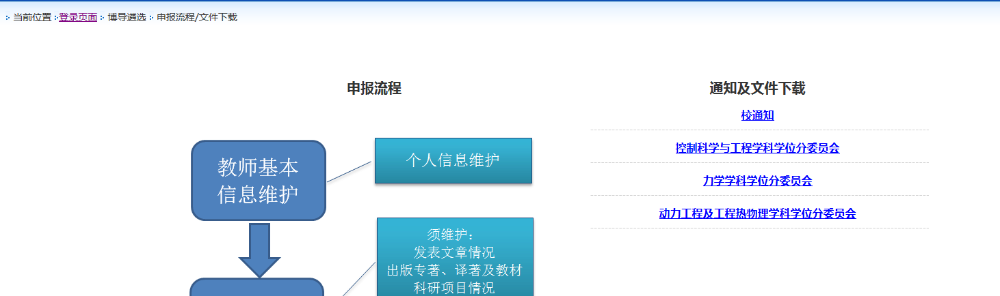 当前位置
登录页面
博导遴选
申报流程/文件下载
申报流程
教师基本
信息维护
个人信息维护
须维护：
发表文章情况
出版专著、译著及教材
科研项目情况
通知及文件下载
校通知
控制科学与工程学科学位分委员会
力学学科学位分委员会
动力工程及工程热物理学科学位分委员会